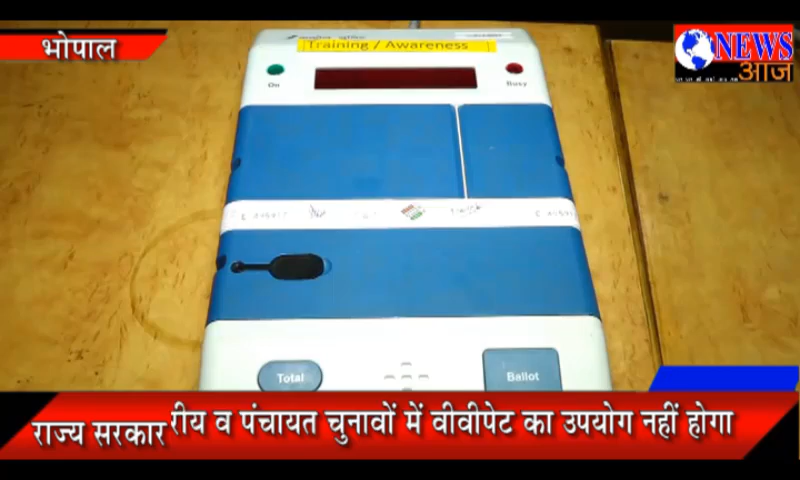 भोपाल
NEWS
आज
Training / Awareness
On
Busy
Total
Ballot
राज्य सरकार
रीय व पंचायत चुनावों में वीवीपेट का उपयोग नहीं होगा